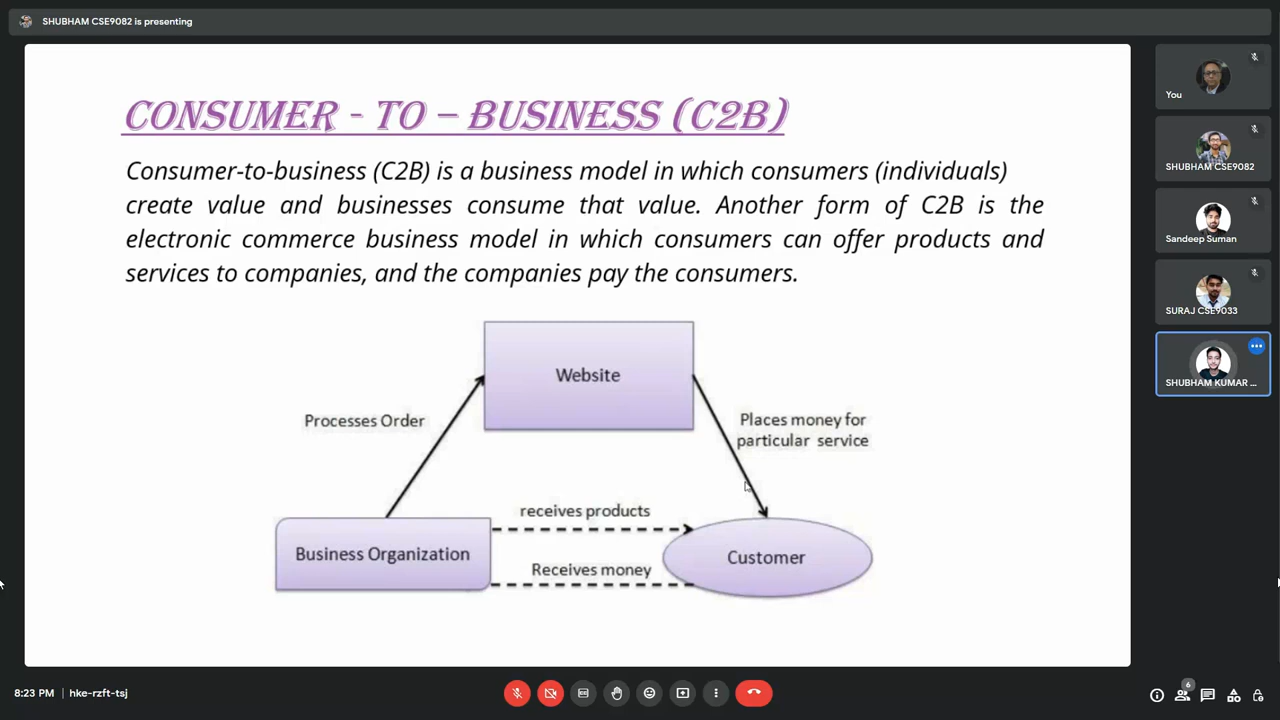 SHUBHAM CSE9082 is presenting
CONSUMER - TO – BUSINESS (C2B)
Consumer-to-business (C2B) is a business model in which consumers (individuals)
create value and businesses consume that value. Another form of C2B is the
electronic commerce business model in which consumers can offer products and
services to companies, and the companies pay the consumers.
Website
Processes Order
Places money for
particular service
receives products
Business Organization
Customer
Receives money
You
SHUBHAM CSE9082
Sandeep Suman
SURAJ CSE9033
SHUBHAM KUMAR ...
8:23 PM | hke-rzft-tsj
6